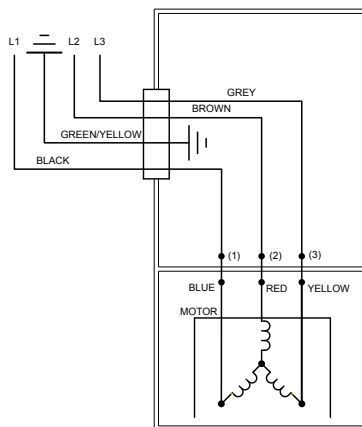 L1 L2 L3
GREY
BROWN
GREEN/YELLOW
BLACK
(1) (2) (3)
BLUE RED YELLOW
MOTOR